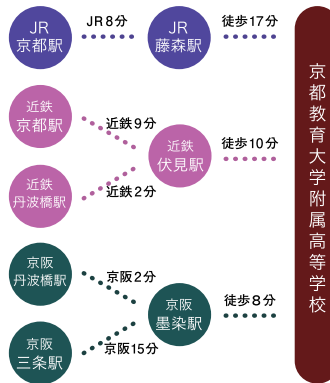 JR
京都駅
JR8分
JR
藤森駅
徒歩17分
近鉄
京都駅
近鉄9分
近鉄
丹波橋駅
近鉄2分
近鉄
伏見駅
徒歩10分
京阪
丹波橋駅
京阪2分
京阪
三条駅
京阪15分
京阪
墨染駅
徒歩8分
京都教育大学附属高等学校